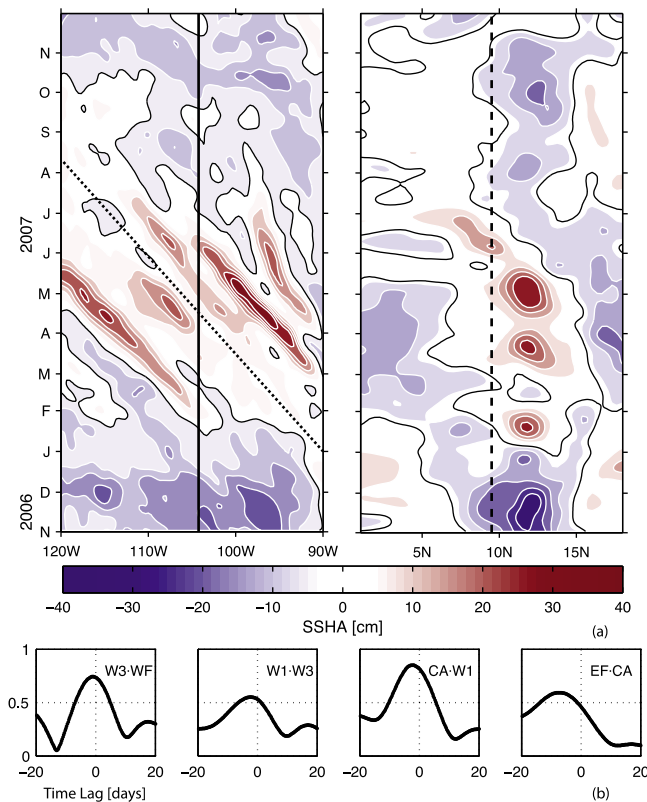 N
O
S
A
J
2007
J
M
A
M
F
J
D
2006
N
120W 110W 100W 90W
5N 10N 15N
−40 −30 −20 −10 0 10 20 30 40
SSHA [cm]
(a)
1
0.5
0
W3·WF
W1·W3
CA·W1
EF·CA
−20 0 20
−20 0 20
−20 0 20
−20 0 20
Time Lag [days]
(b)